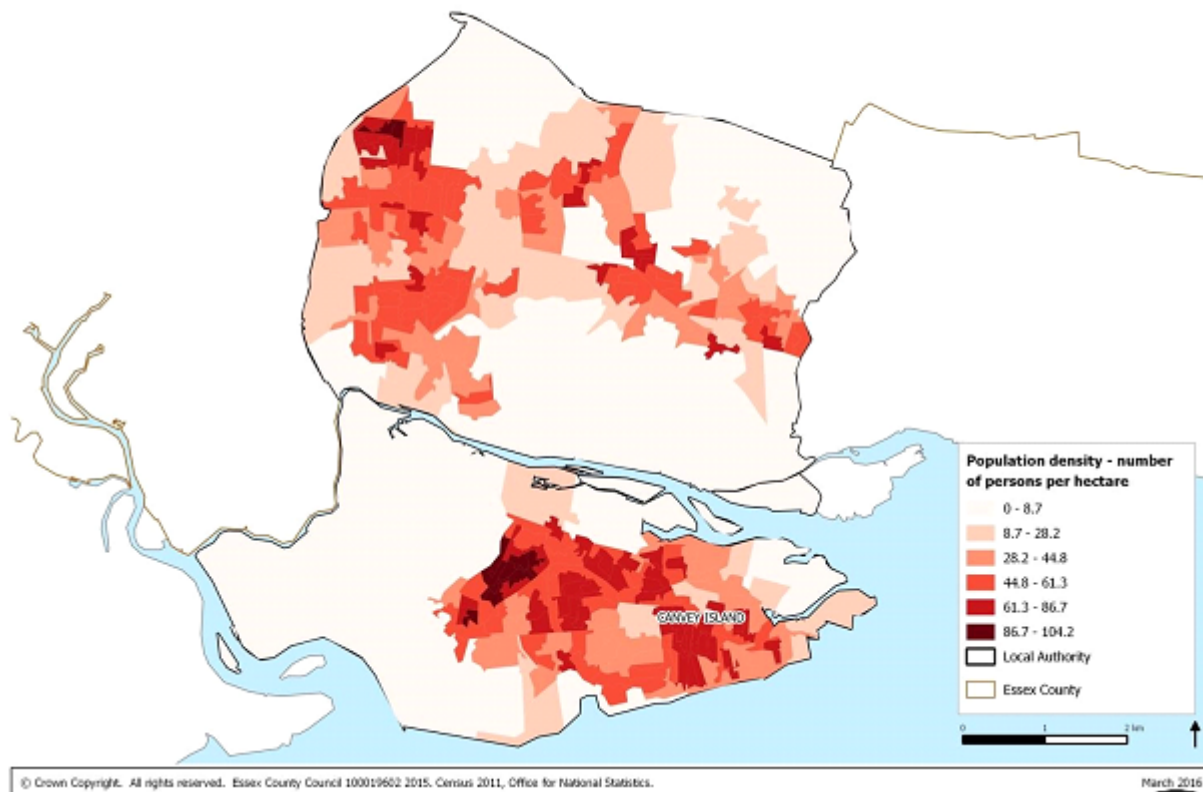 CANVEY ISLAND
Population density - number
of persons per hectare
0 - 8.7
8.7 - 28.2
28.2 - 44.8
44.8 - 61.3
61.3 - 86.7
86.7 - 104.2
Local Authority
Essex County
0 1 2 km
© Crown Copyright. All rights reserved. Essex County Council 100019602 2015. Census 2011, Office for National Statistics.
March 2016